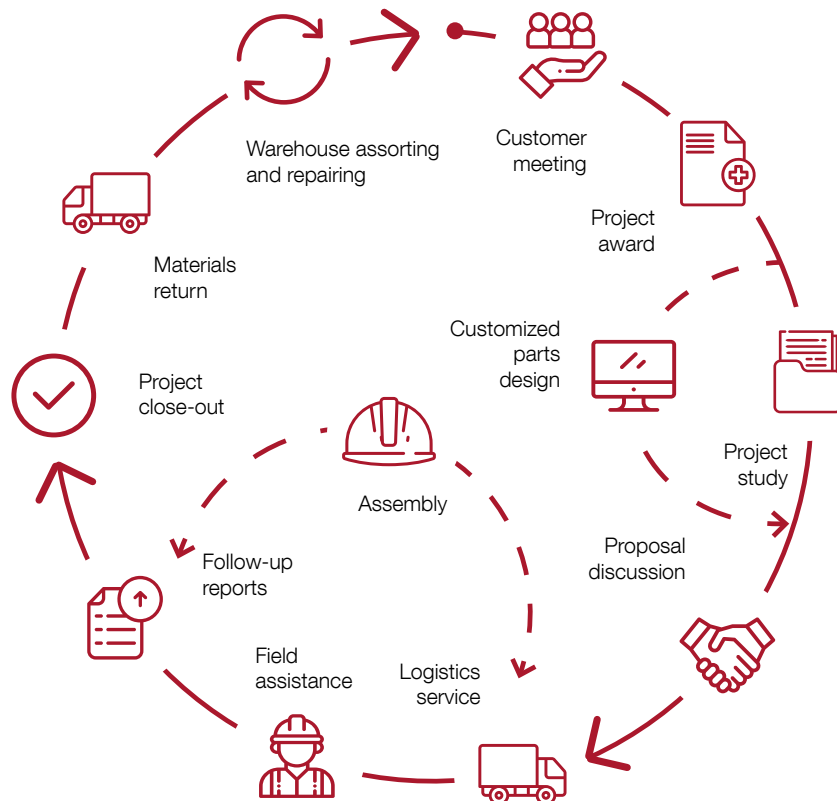 Customer
meeting
Project
award
Customized
parts
design
Project
study
Proposal
discussion
Logistics
service
Field
assistance
Assembly
Follow-up
reports
Project
close-out
Materials
return
Warehouse assorting
and repairing